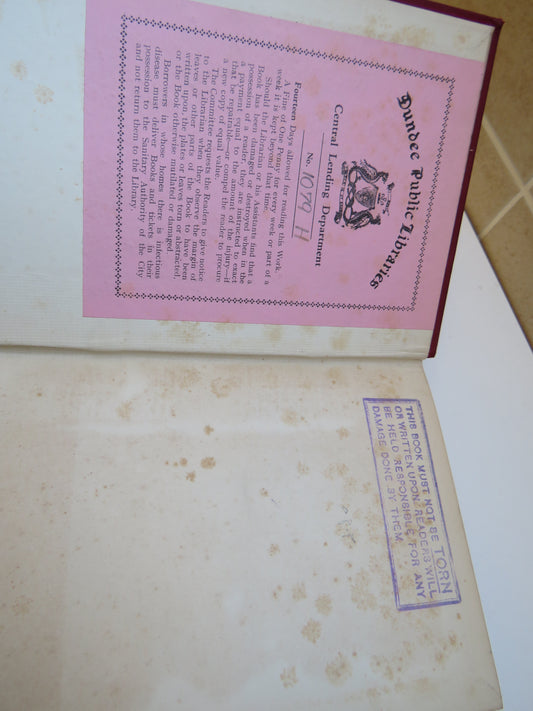 Dundee Public Libraries
Central Lending Department
No. 1079 H
Fourteen Days allowed for reading this Work.
A Fine of One Penny for every week or part of a
week it is kept beyond that time.
Should the Librarian or his Assistants find that a
Book has been damaged or destroyed when in the
possession of a reader, they are instructed to exact
a payment equal to the amount of the injury—if
that be repairable—or compel the reader to procure
a new copy of equal value.
The Committee requests the Readers to give notice
to the Librarian when they observe the margin of
leaves or other parts of the Book to have been
written upon, the plates or leaves torn or abstracted,
or the Book otherwise mutilated or damaged.
Borrowers in whose homes there is infectious
disease must deliver Books and tickets in their
possession to the Sanitary Authority of the City
and not return them to the Library.
THIS BOOK MUST NOT BE TORN
OR WRITTEN UPON READERS WILL
BE HELD RESPONSIBLE FOR ANY
DAMAGE DONE BY THEM